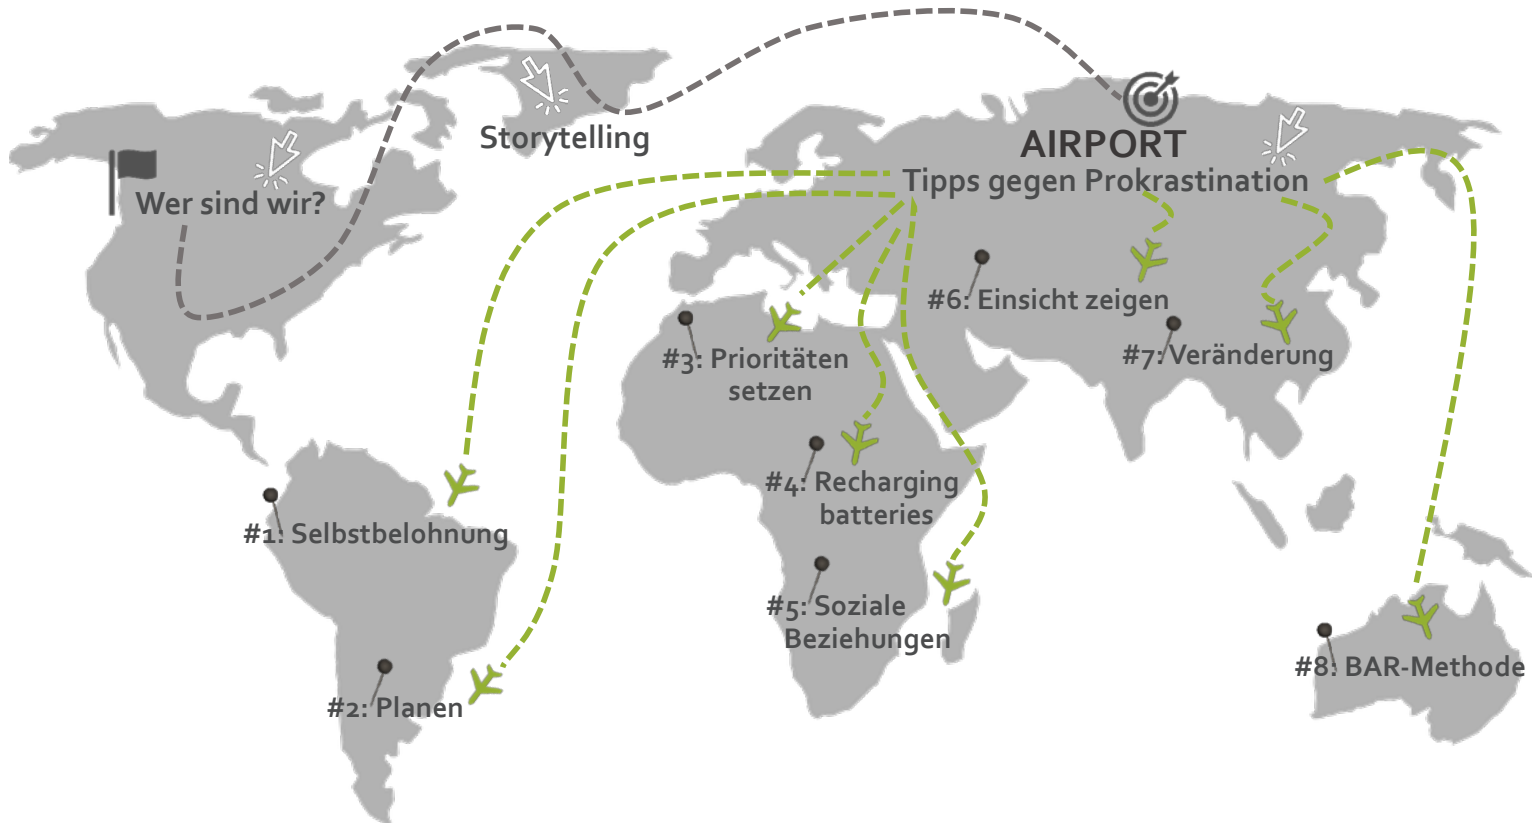 Storytelling
AIRPORT
Tipps gegen Prokrastination
Wer sind wir?
#6: Einsicht zeigen
#3: Prioritäten
setzen
#7: Veränderung
#4: Recharging
batteries
#1: Selbstbelohnung
#5: Soziale
Beziehungen
#8: BAR-Methode
#2: Planen